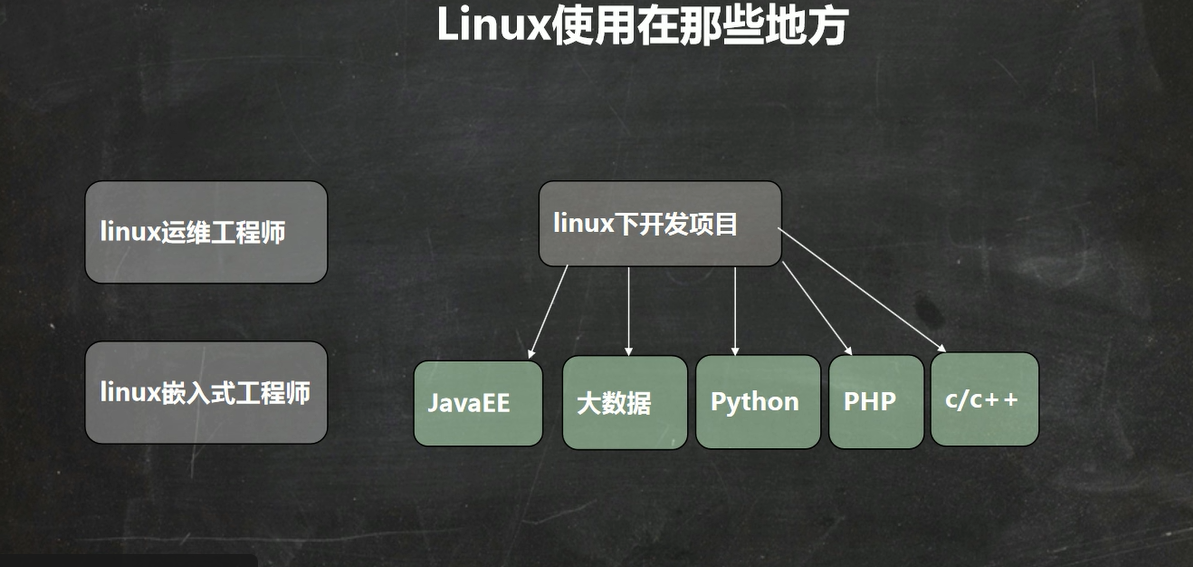 Linux使用在那些地方
linux运维工程师
linux下开发项目
linux嵌入式工程师
JavaEE
大数据
Python
PHP
c/c++